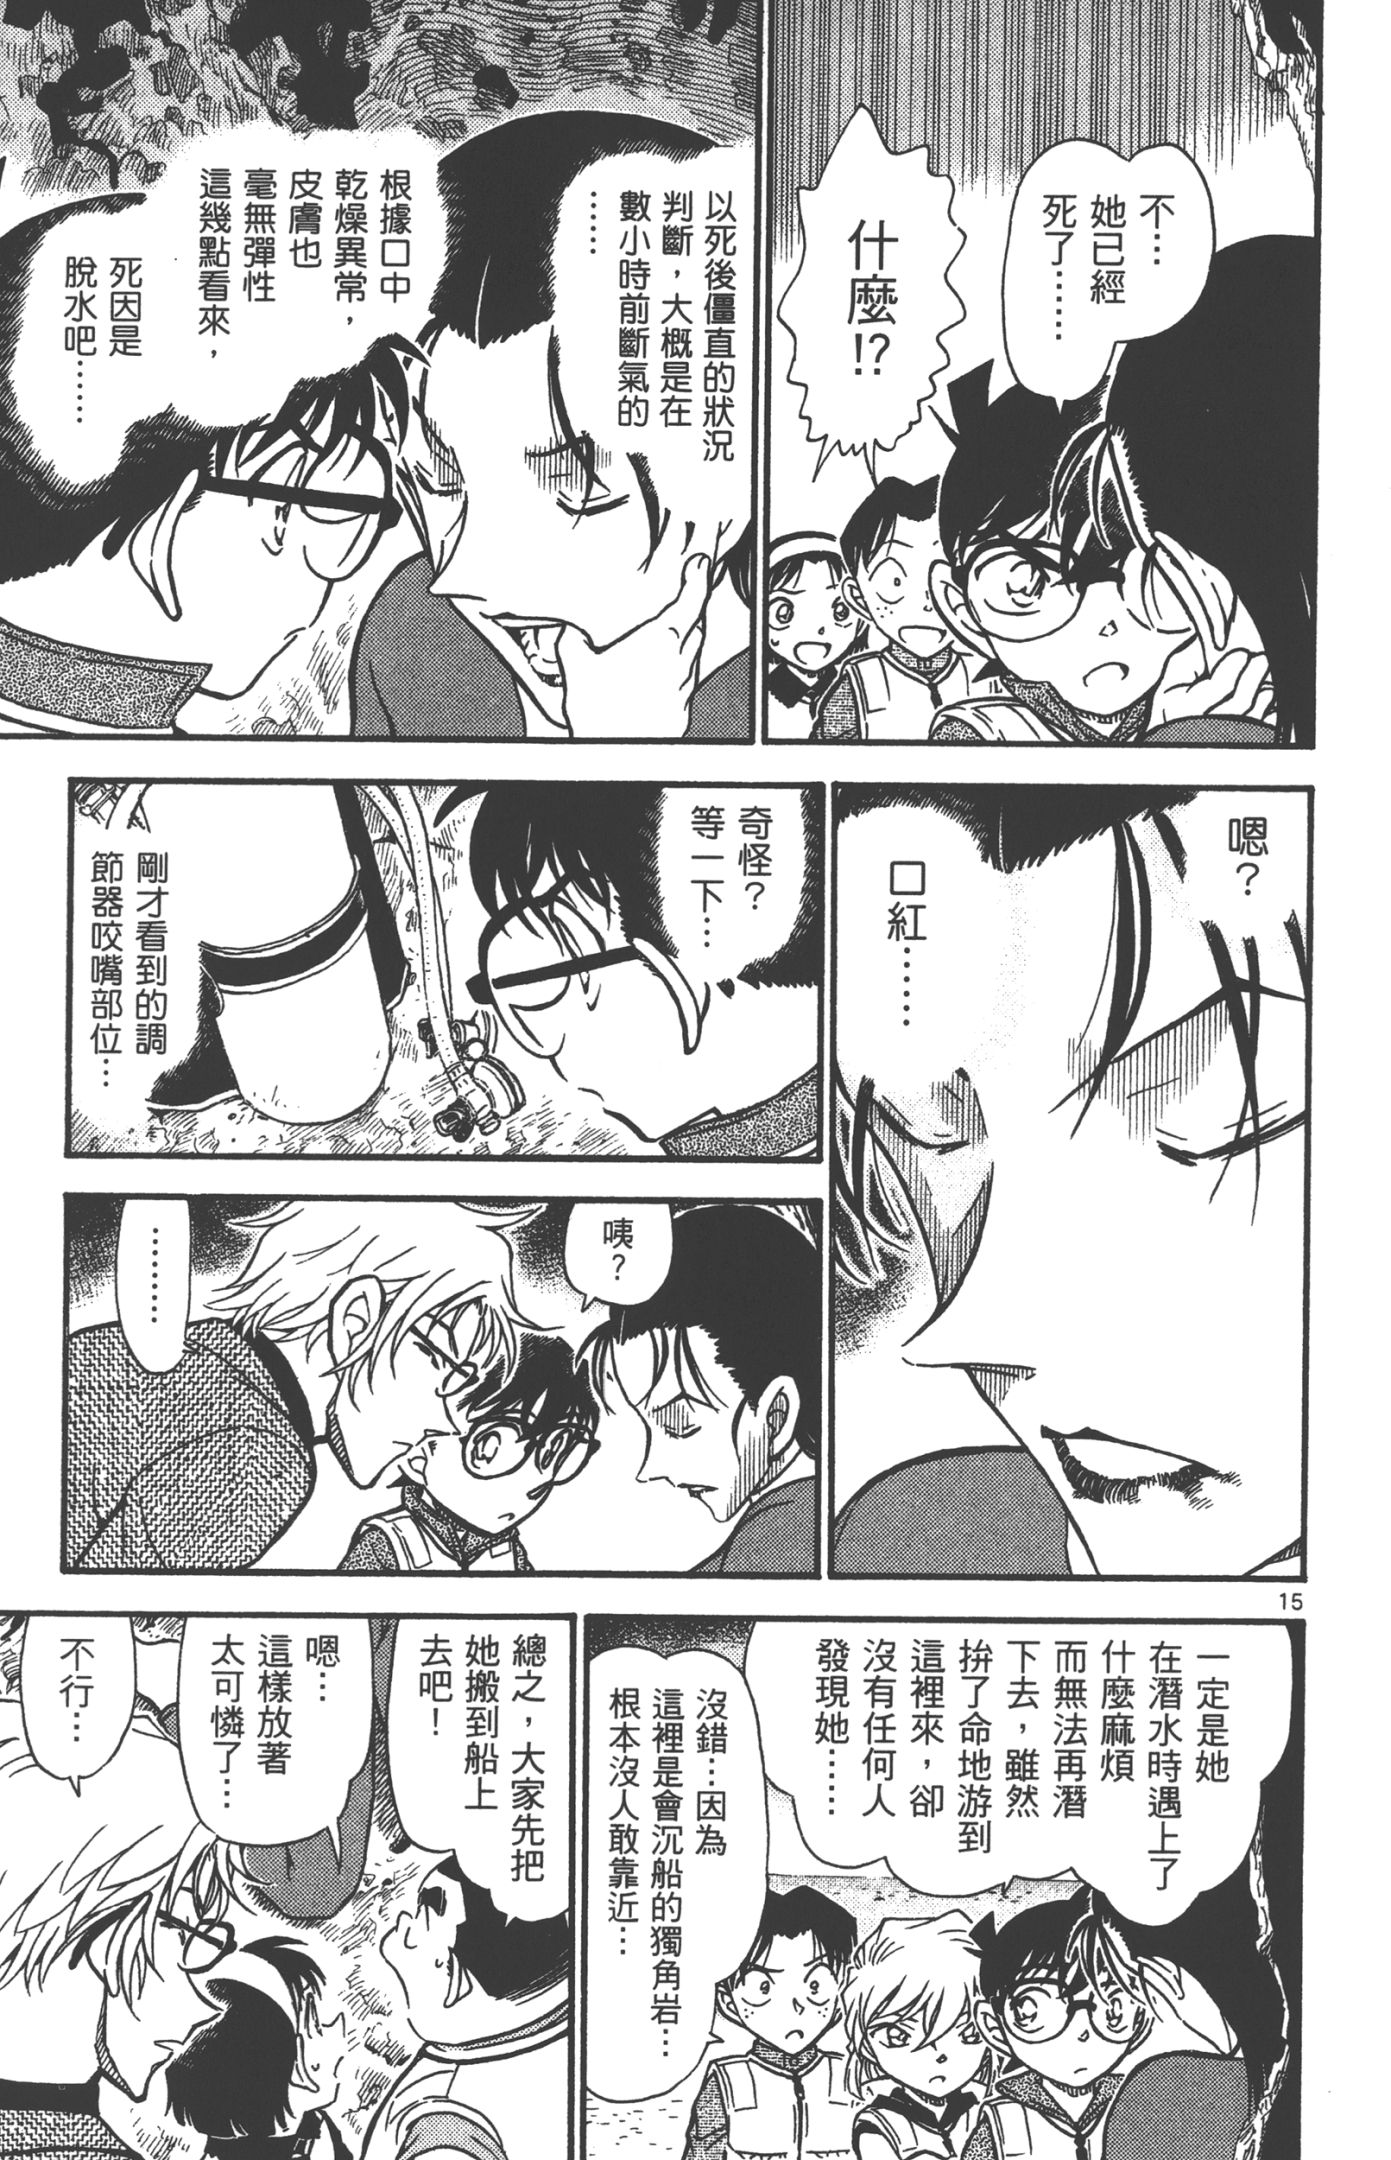 不…
她已經
死了……
什麼!?
以死後僵直的狀況
判斷，大概是在
數小時前斷氣的
……
根據口中
乾燥異常，
皮膚也
毫無彈性
這幾點看來，
死因是
脫水吧……
嗯？
口紅……
奇怪？
等一下…
剛才看到的調
節器咬嘴部位…
咦？
………
15
一定是她
在潛水時遇上了
什麼麻煩
而無法再潛
下去，雖然
拚了命地游到
這裡來，卻
沒有任何人
發現她……
沒錯…因為
這裡是會沉船的獨角岩…
根本沒人敢靠近…
總之，大家先把
她搬到船上
去吧！
嗯…
這樣放著
太可憐了…
不行…